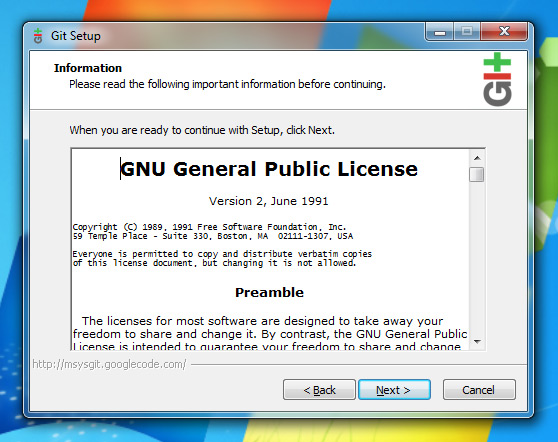 Git Setup
Information
Please read the following important information before continuing.
GIt
When you are ready to continue with Setup, click Next.
GNU General Public License
Version 2, June 1991
Copyright (C) 1989, 1991 Free Software Foundation, Inc.
59 Temple Place - Suite 330, Boston, MA  02111-1307, USA
Everyone is permitted to copy and distribute verbatim copies
of this license document, but changing it is not allowed.
Preamble
The licenses for most software are designed to take away your
freedom to share and change it. By contrast, the GNU General Public
License is intended to guarantee your freedom to share and change
http://msysgit.googlecode.com/
< Back
Next >
Cancel